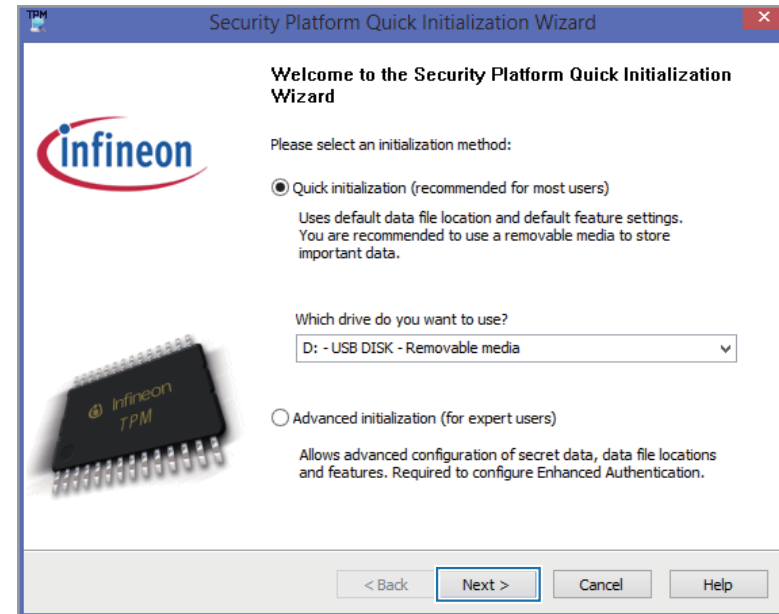 TPM
Security Platform Quick Initialization Wizard
Welcome to the Security Platform Quick Initialization
Wizard
infineon
Please select an initialization method:
Quick initialization (recommended for most users)
Uses default data file location and default feature settings.
You are recommended to use a removable media to store
important data.
Which drive do you want to use?
D: - USB DISK - Removable media
Infineon
TPM
Advanced initialization (for expert users)
Allows advanced configuration of secret data, data file locations
and features. Required to configure Enhanced Authentication.
< Back Next > Cancel Help